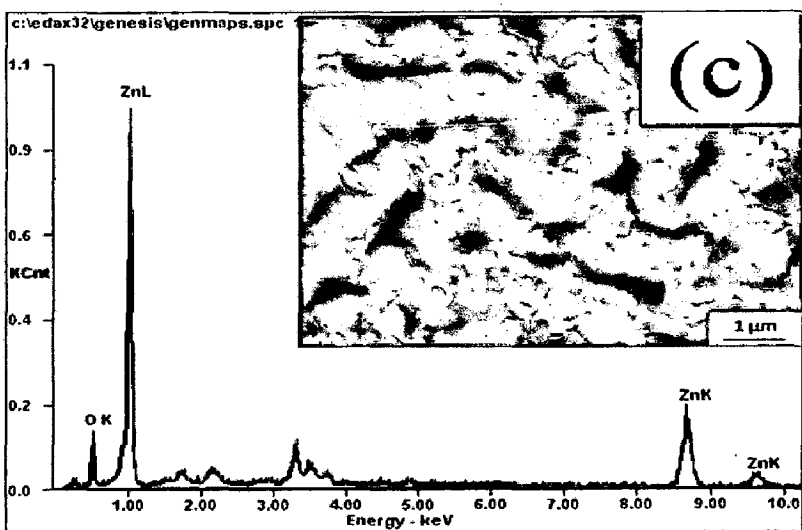 c:\edax32\genesis\genmaps.spc
(c)
1.1
ZnL
0.9
0.6
KCnt
0.4
1 µm
0.2
O K
ZnK
ZnK
0.0
1.00 2.00 3.00 4.00 5.00 6.00 7.00 8.00 9.00 10.0
Energy - keV